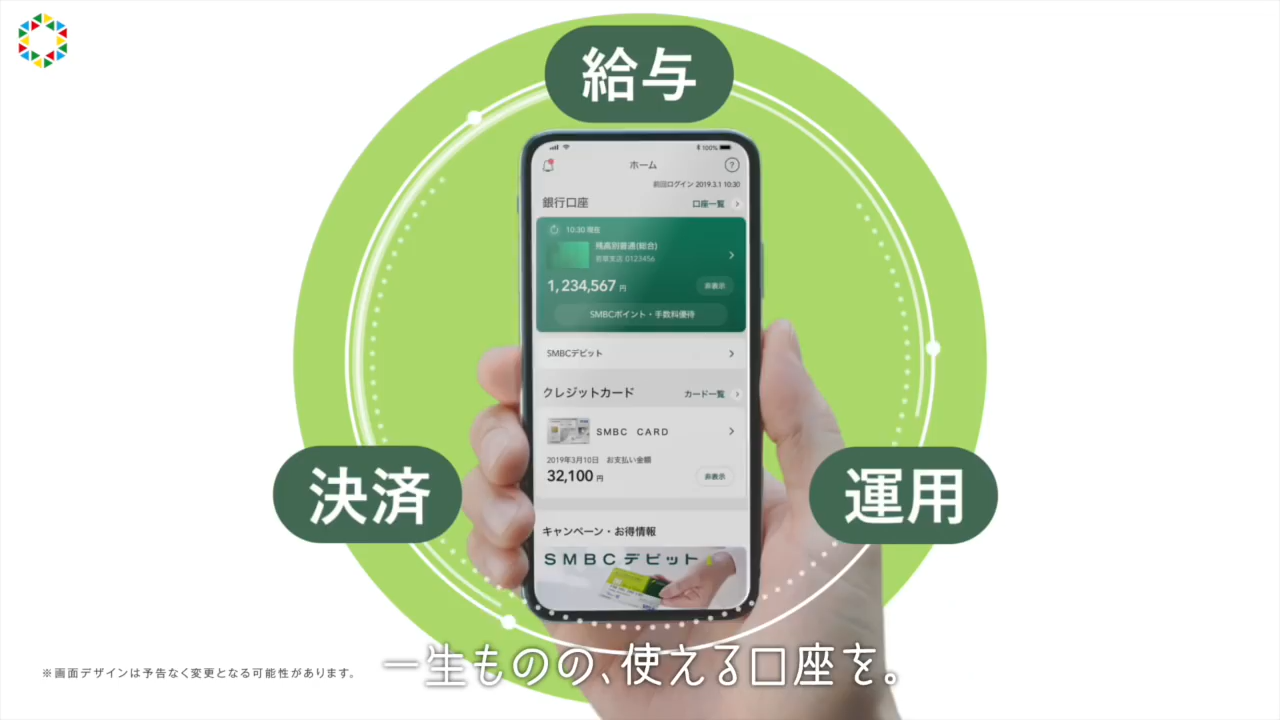 給与
100%
ホーム
?
前回ログイン 2019.3.1 10:30
銀行口座
口座一覧
10:30 現在
残高別普通(総合)
0123456
1,234,567 円
非表示
SMBCポイント・手数料優待
SMBCデビット
クレジットカード
カード一覧
SMBC CARD
2019年3月10日 お支払い金額
32,100 円
非表示
決済
運用
キャンペーン・お得情報
SMBCデビット
一生ものの、使える口座を。
※画面デザインは予告なく変更となる可能性があります。